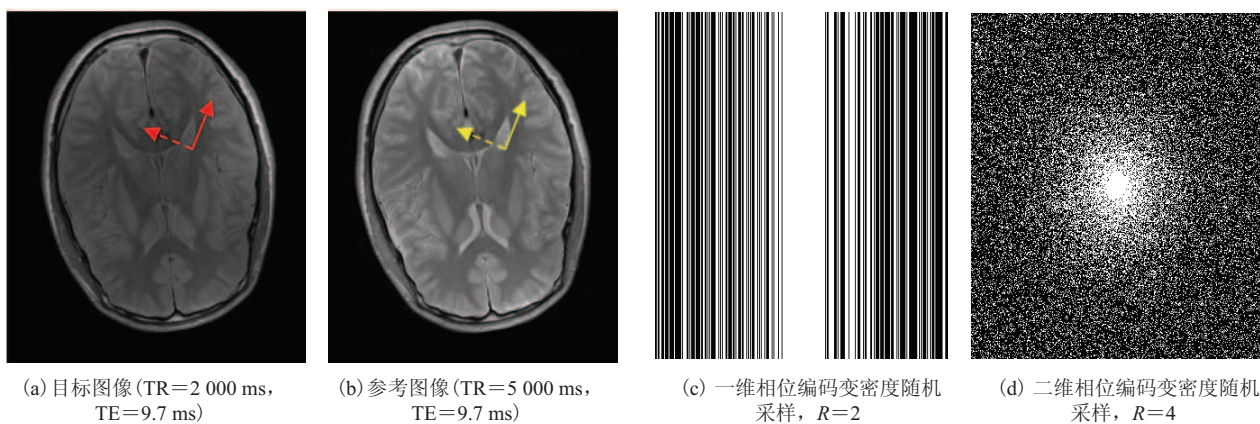 (a) 目标图像(TR=2 000 ms，
TE=9.7 ms)
(b) 参考图像(TR=5 000 ms，
TE=9.7 ms)
(c) 一维相位编码变密度随机
采样，R=2
(d) 二维相位编码变密度随机
采样，R=4